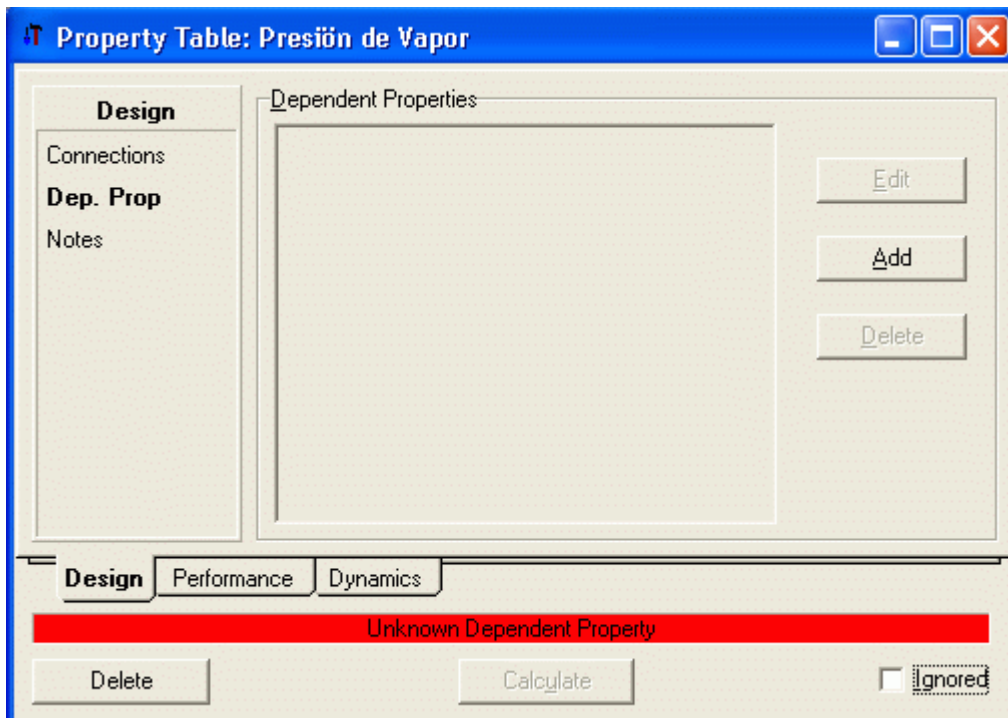 Property Table: Presiön de Vapor
Design
Connections
Dep. Prop
Notes
Dependent Properties
Edit
Add
Delete
Design Performance Dynamics
Unknown Dependent Property
Delete Calculate Ignored